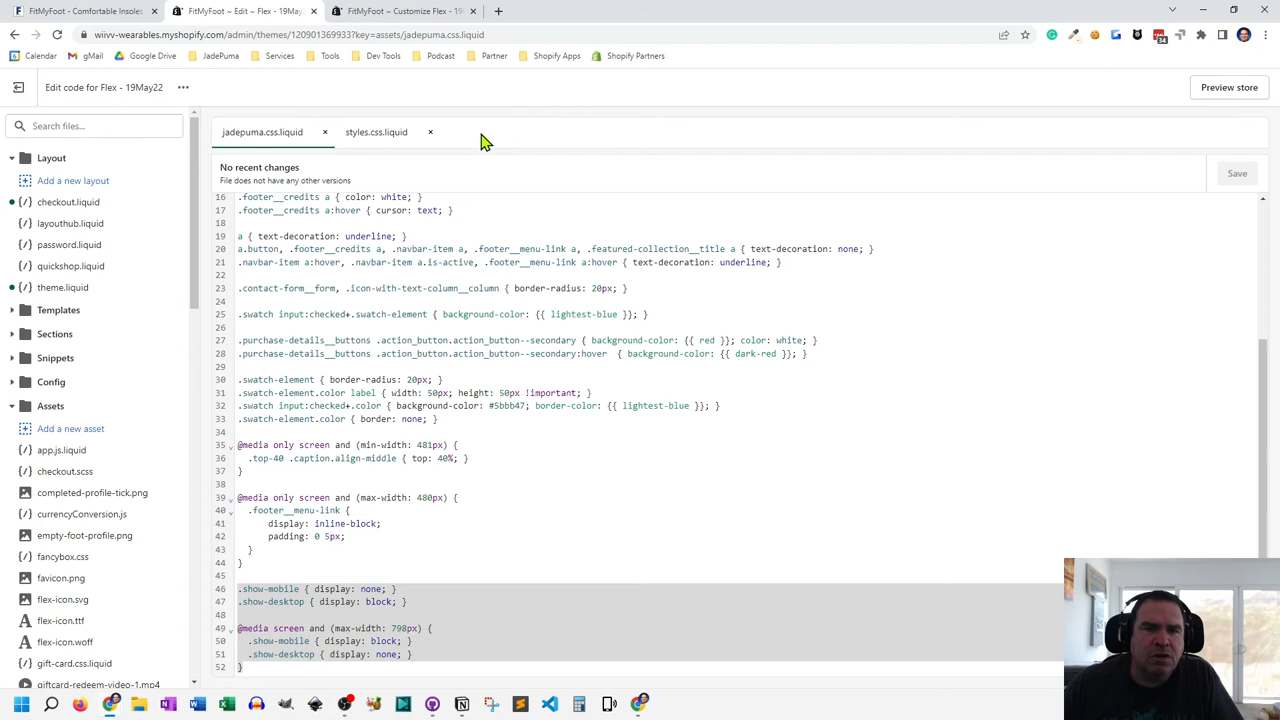 FitMyFoot - Comfortable Insoles
FitMyFoot ~ Edit ~ Flex - 19May
FitMyFoot ~ Customize Flex - 19
wiivv-wearables.myshopify.com/admin/themes/120901369933?key=assets/jadepuma.css.liquid
34
Calendar
gMail
Google Drive
JadePuma
Services
Tools
Dev Tools
Podcast
Partner
Shopify Apps
Shopify Partners
Edit code for Flex - 19May22
Preview store
Search files...
Layout
Add a new layout
checkout.liquid
layouthub.liquid
password.liquid
quickshop.liquid
theme.liquid
Templates
Sections
Snippets
Config
Assets
Add a new asset
app.js.liquid
checkout.scss
completed-profile-tick.png
currencyConversion.js
empty-foot-profile.png
fancybox.css
favicon.png
flex-icon.svg
flex-icon.ttf
flex-icon.woff
gift-card.css.liquid
giftcard-redeem-video-1.mp4
jadepuma.css.liquid
styles.css.liquid
No recent changes
File does not have any other versions
Save
16 .footer__credits a { color: white; }
17 .footer__credits a:hover { cursor: text; }
18
19 a { text-decoration: underline; }
20 a.button, .footer__credits a, .navbar-item a, .footer__menu-link a, .featured-collection__title a { text-decoration: none; }
21 .navbar-item a:hover, .navbar-item a.is-active, .footer__menu-link a:hover { text-decoration: underline; }
22
23 .contact-form__form, .icon-with-text-column__column { border-radius: 20px; }
24
25 .swatch input:checked+.swatch-element { background-color: {{ lightest-blue }}; }
26
27 .purchase-details__buttons .action_button.action_button--secondary { background-color: {{ red }}; color: white; }
28 .purchase-details__buttons .action_button.action_button--secondary:hover { background-color: {{ dark-red }}; }
29
30 .swatch-element { border-radius: 20px; }
31 .swatch-element.color label { width: 50px; height: 50px !important; }
32 .swatch input:checked+.color { background-color: #5bbb47; border-color: {{ lightest-blue }}; }
33 .swatch-element.color { border: none; }
34
35 @media only screen and (min-width: 481px) {
36 .top-40 .caption.align-middle { top: 40%; }
37 }
38
39 @media only screen and (max-width: 480px) {
40 .footer__menu-link {
41 display: inline-block;
42 padding: 0 5px;
43 }
44 }
45
46 .show-mobile { display: none; }
47 .show-desktop { display: block; }
48
49 @media screen and (max-width: 798px) {
50 .show-mobile { display: block; }
51 .show-desktop { display: none; }
52 }